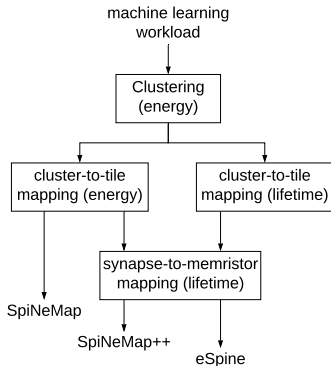 machine learning
workload
Clustering
(energy)
cluster-to-tile
mapping (energy)
cluster-to-tile
mapping (lifetime)
synapse-to-memristor
mapping (lifetime)
SpiNeMap
SpiNeMap++
eSpine